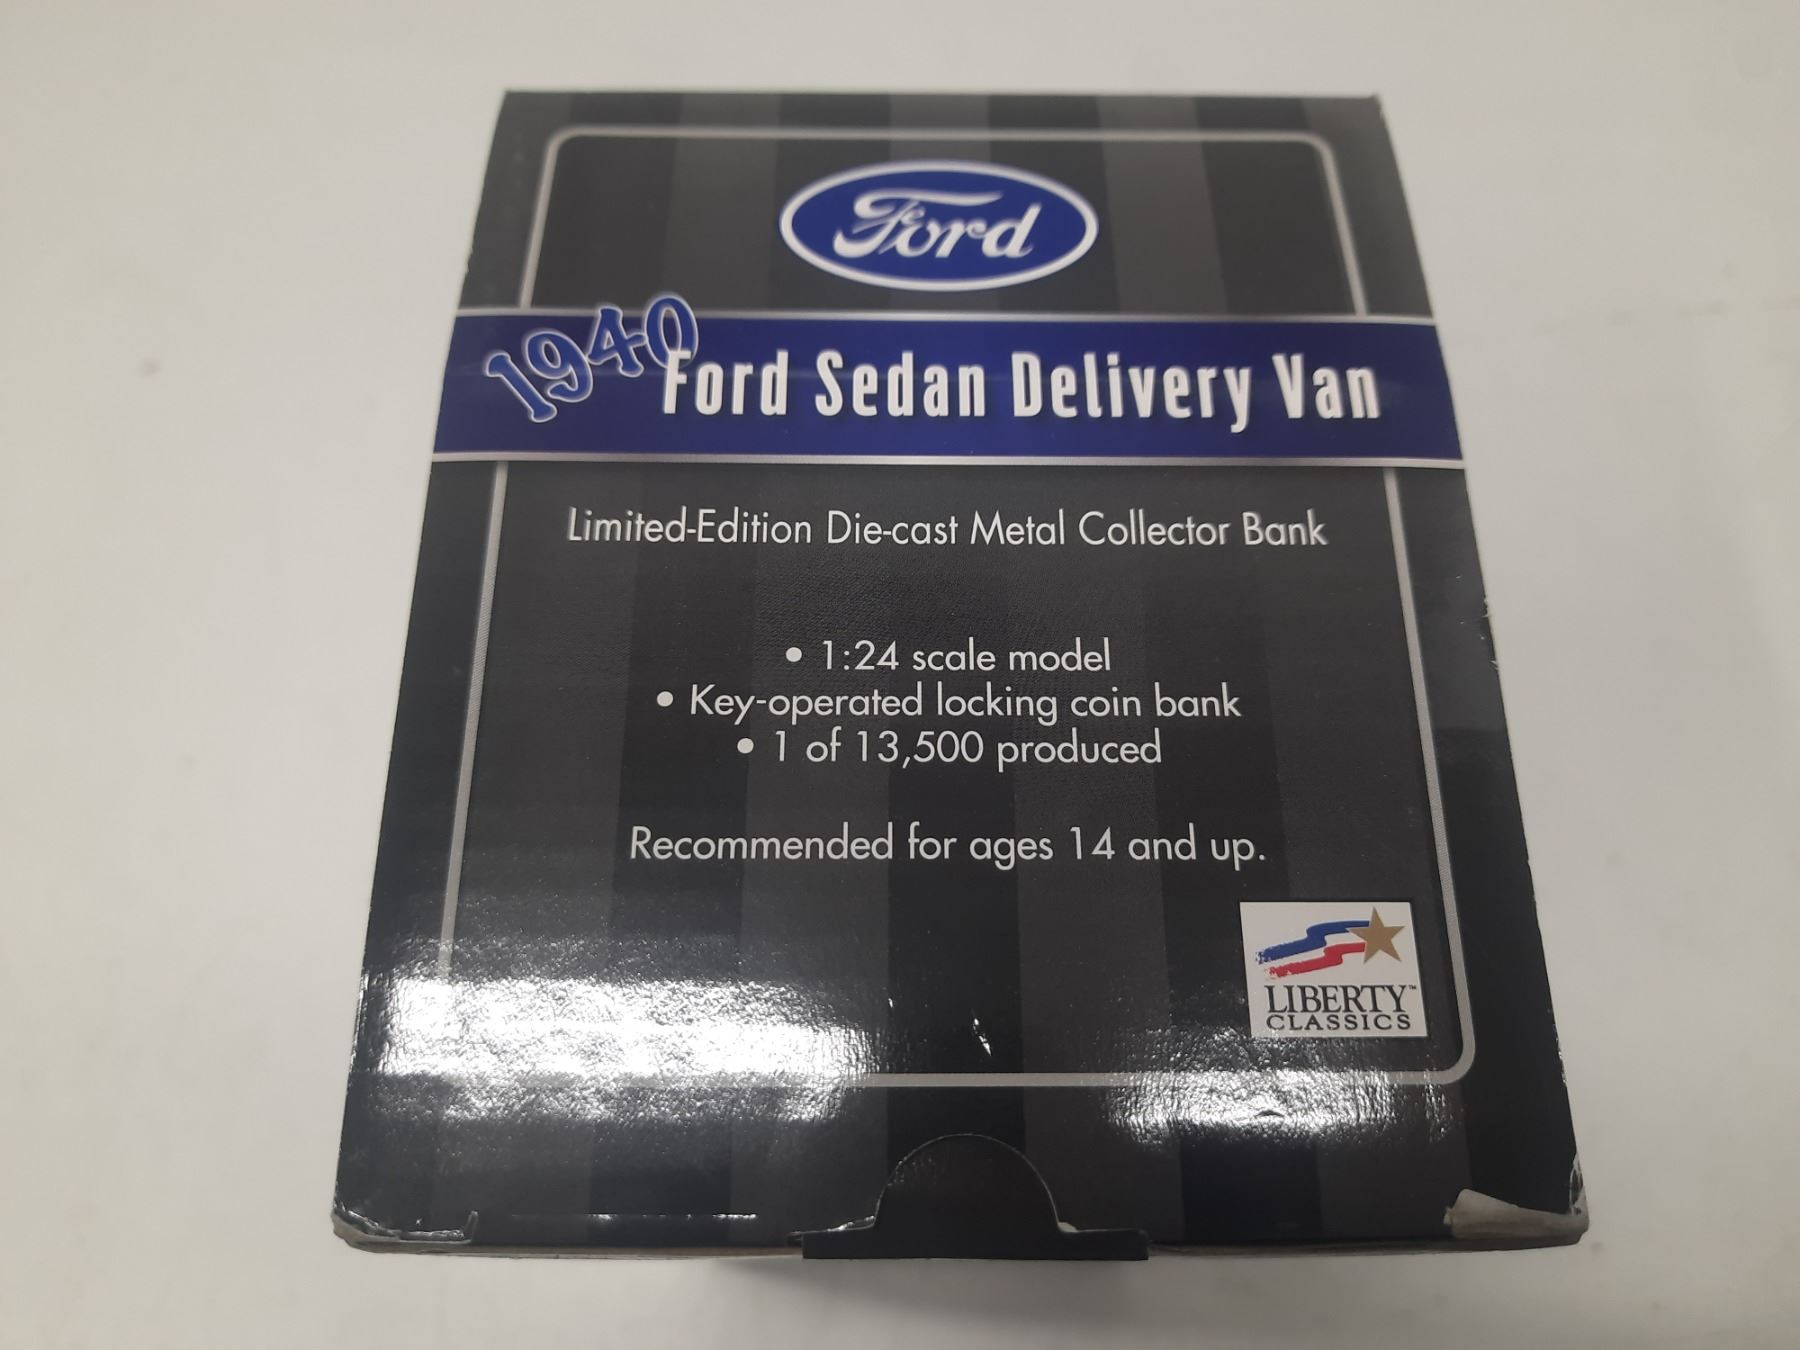 Ford
1940
Ford Sedan Delivery Van
Limited-Edition Die-cast Metal Collector Bank
• 1:24 scale model
• Key-operated locking coin bank
• 1 of 13,500 produced
Recommended for ages 14 and up.
LIBERTY™
CLASSICS